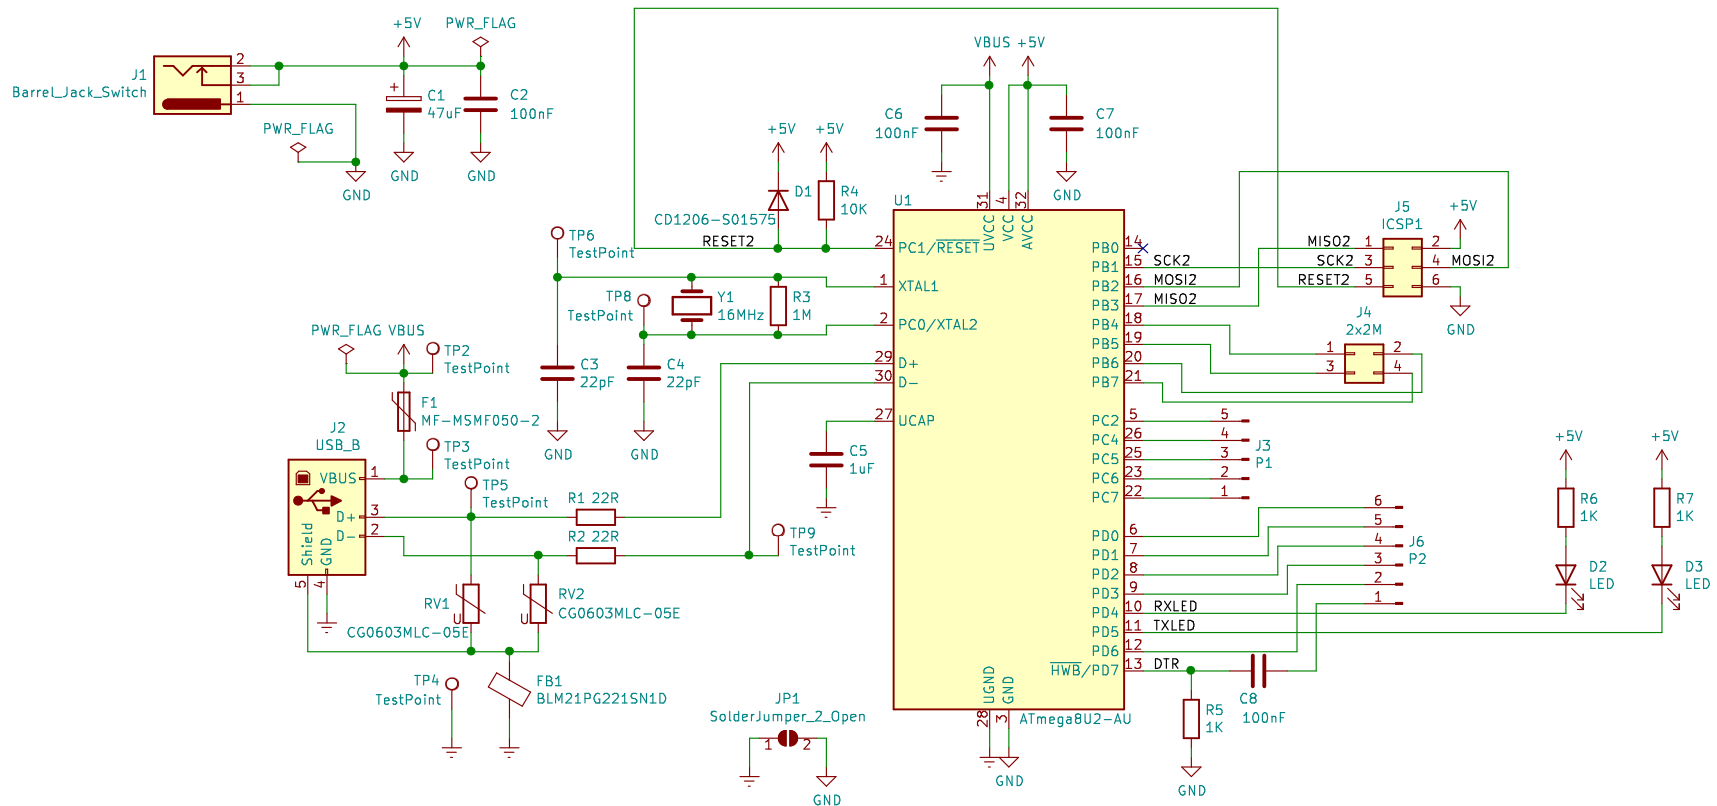 +5V
PWR_FLAG
J1
Barrel_Jack_Switch
2
3
1
+
C1
47uF
C2
100nF
PWR_FLAG
GND
GND
GND
VBUS +5V
C6
100nF
C7
100nF
GND
+5V
+5V
D1
R4
10K
CD1206-S01575
RESET2
TP6
TestPoint
TP8
TestPoint
Y1
16MHz
R3
1M
C3
22pF
C4
22pF
GND
GND
PWR_FLAG VBUS
TP2
TestPoint
F1
MF-MSMF050-2
J2
USB_B
TP3
TestPoint
VBUS
1
D+
3
D-
2
Shield
GND
5
4
TP5
TestPoint
R1 22R
R2 22R
TP9
TestPoint
C5
1uF
RV1
CG0603MLC-05E
U
RV2
CG0603MLC-05E
U
TP4
TestPoint
FB1
BLM21PG221SN1D
JP1
SolderJumper_2_Open
1
2
GND
U1
31
4
32
UVCC
VCC
AVCC
24
PC1/RESET
1
XTAL1
2
PC0/XTAL2
29
D+
30
D-
27
UCAP
PB0
14
PB1
15
SCK2
PB2
16
MOSI2
PB3
17
MISO2
PB4
18
PB5
19
PB6
20
PB7
21
PC2
5
PC4
26
PC5
25
PC6
23
PC7
22
PD0
6
PD1
7
PD2
8
PD3
9
PD4
10
RXLED
PD5
11
TXLED
PD6
12
HWB/PD7
13
DTR
UGND
GND
28
3
ATmega8U2-AU
GND
J5
ICSP1
+5V
MISO2
1
2
SCK2
3
4
MOSI2
RESET2
5
6
GND
J4
2x2M
1
2
3
4
5
4
3
2
1
J3
P1
6
5
4
3
2
1
J6
P2
C8
100nF
R5
1K
GND
+5V
+5V
R6
1K
R7
1K
D2
LED
D3
LED